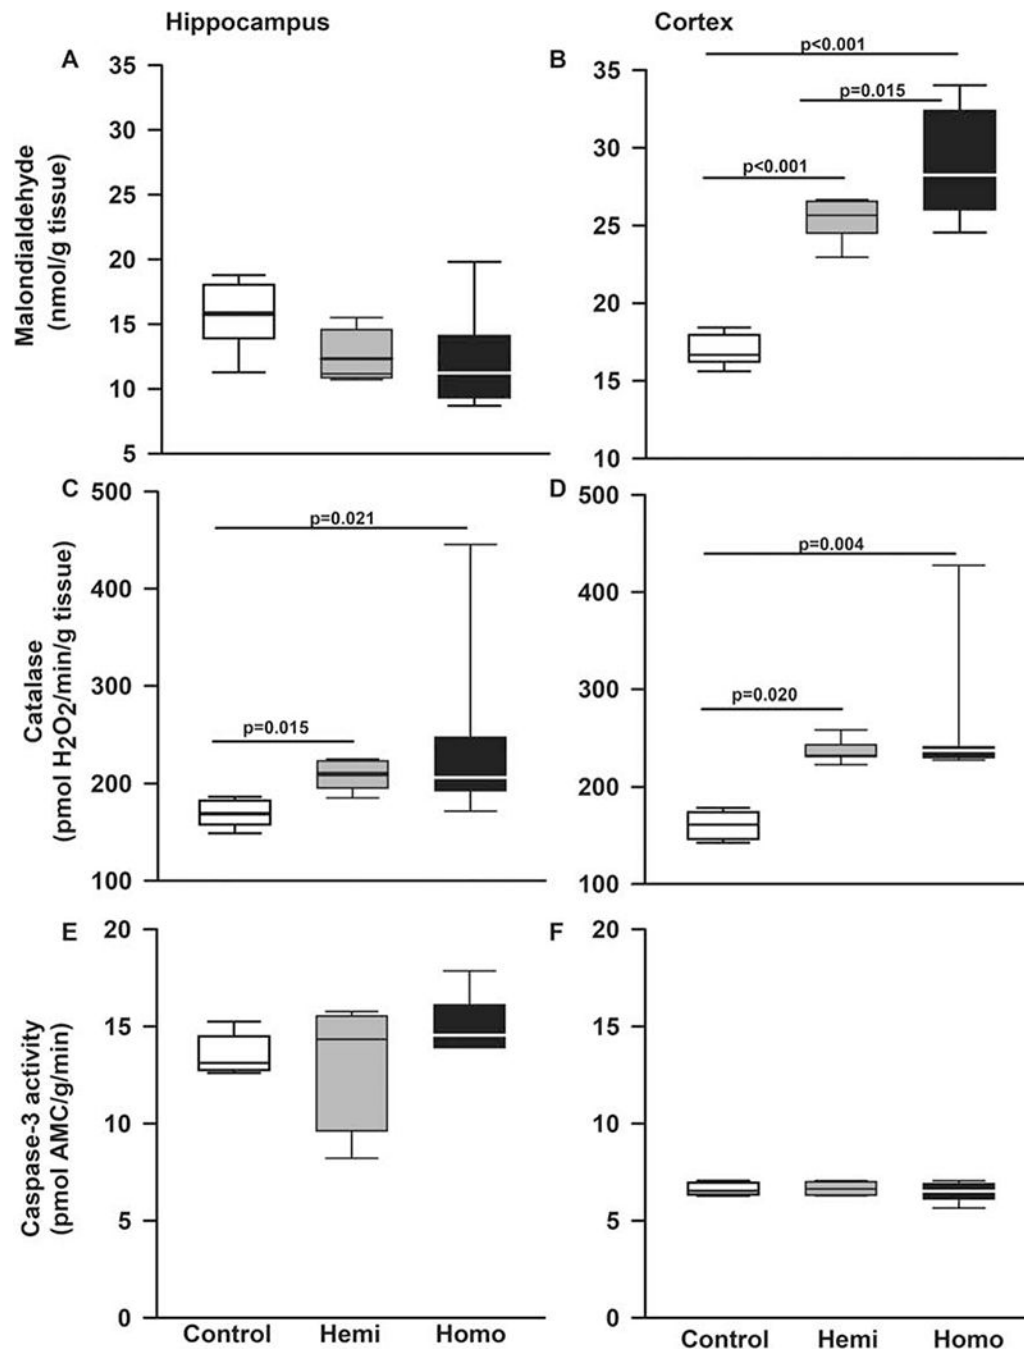 Hippocampus
Cortex
A
35
30
25
20
15
10
5
Malondialdehyde
(nmol/g tissue)
B
35
30
25
20
15
10
p<0.001
p=0.015
p<0.001
C
500
400
300
200
100
Catalase
(pmol H2O2/min/g tissue)
p=0.021
p=0.015
D
500
400
300
200
100
p=0.004
p=0.020
E
20
15
10
5
0
Caspase-3 activity
(pmol AMC/g/min)
Control Hemi Homo
F
20
15
10
5
0
Control Hemi Homo